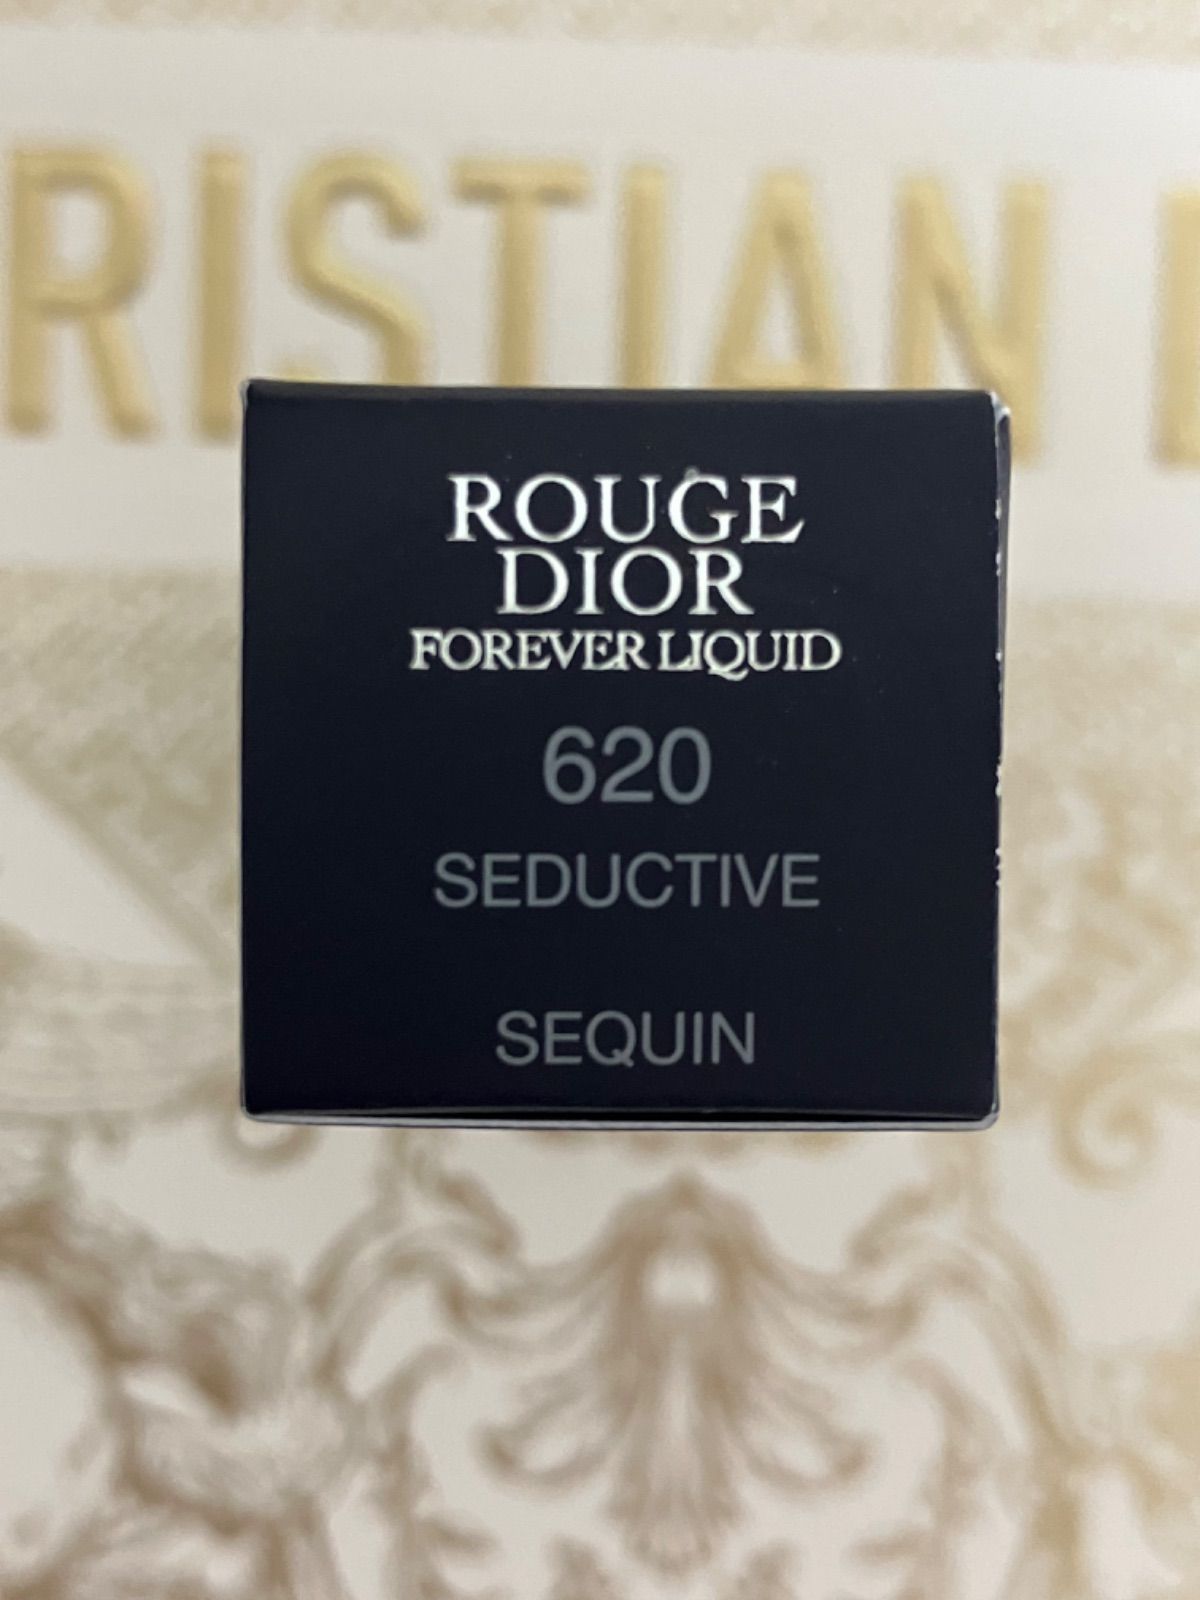 RISTIAN
ROUGE
DIOR
FOREVER LIQUID
620
SEDUCTIVE
SEQUIN